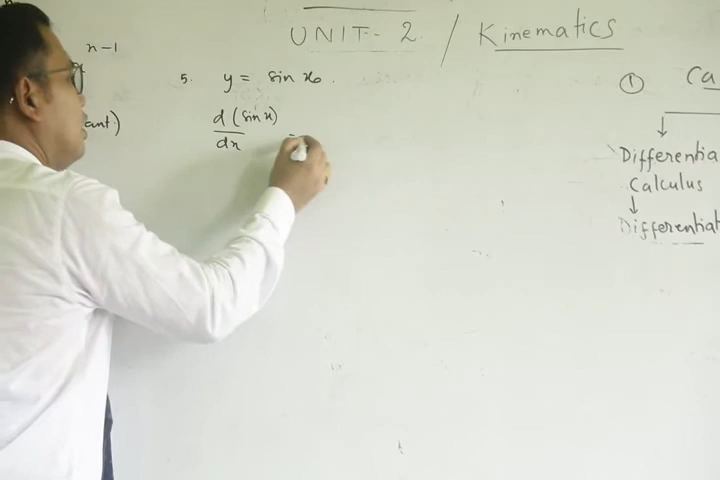 UNIT- 2 / Kinematics
n-1
5. y = sin x.
① Ca
ant)
d (sin x)
dx
=
↓
Differentia
Calculus
↓
Differentiat